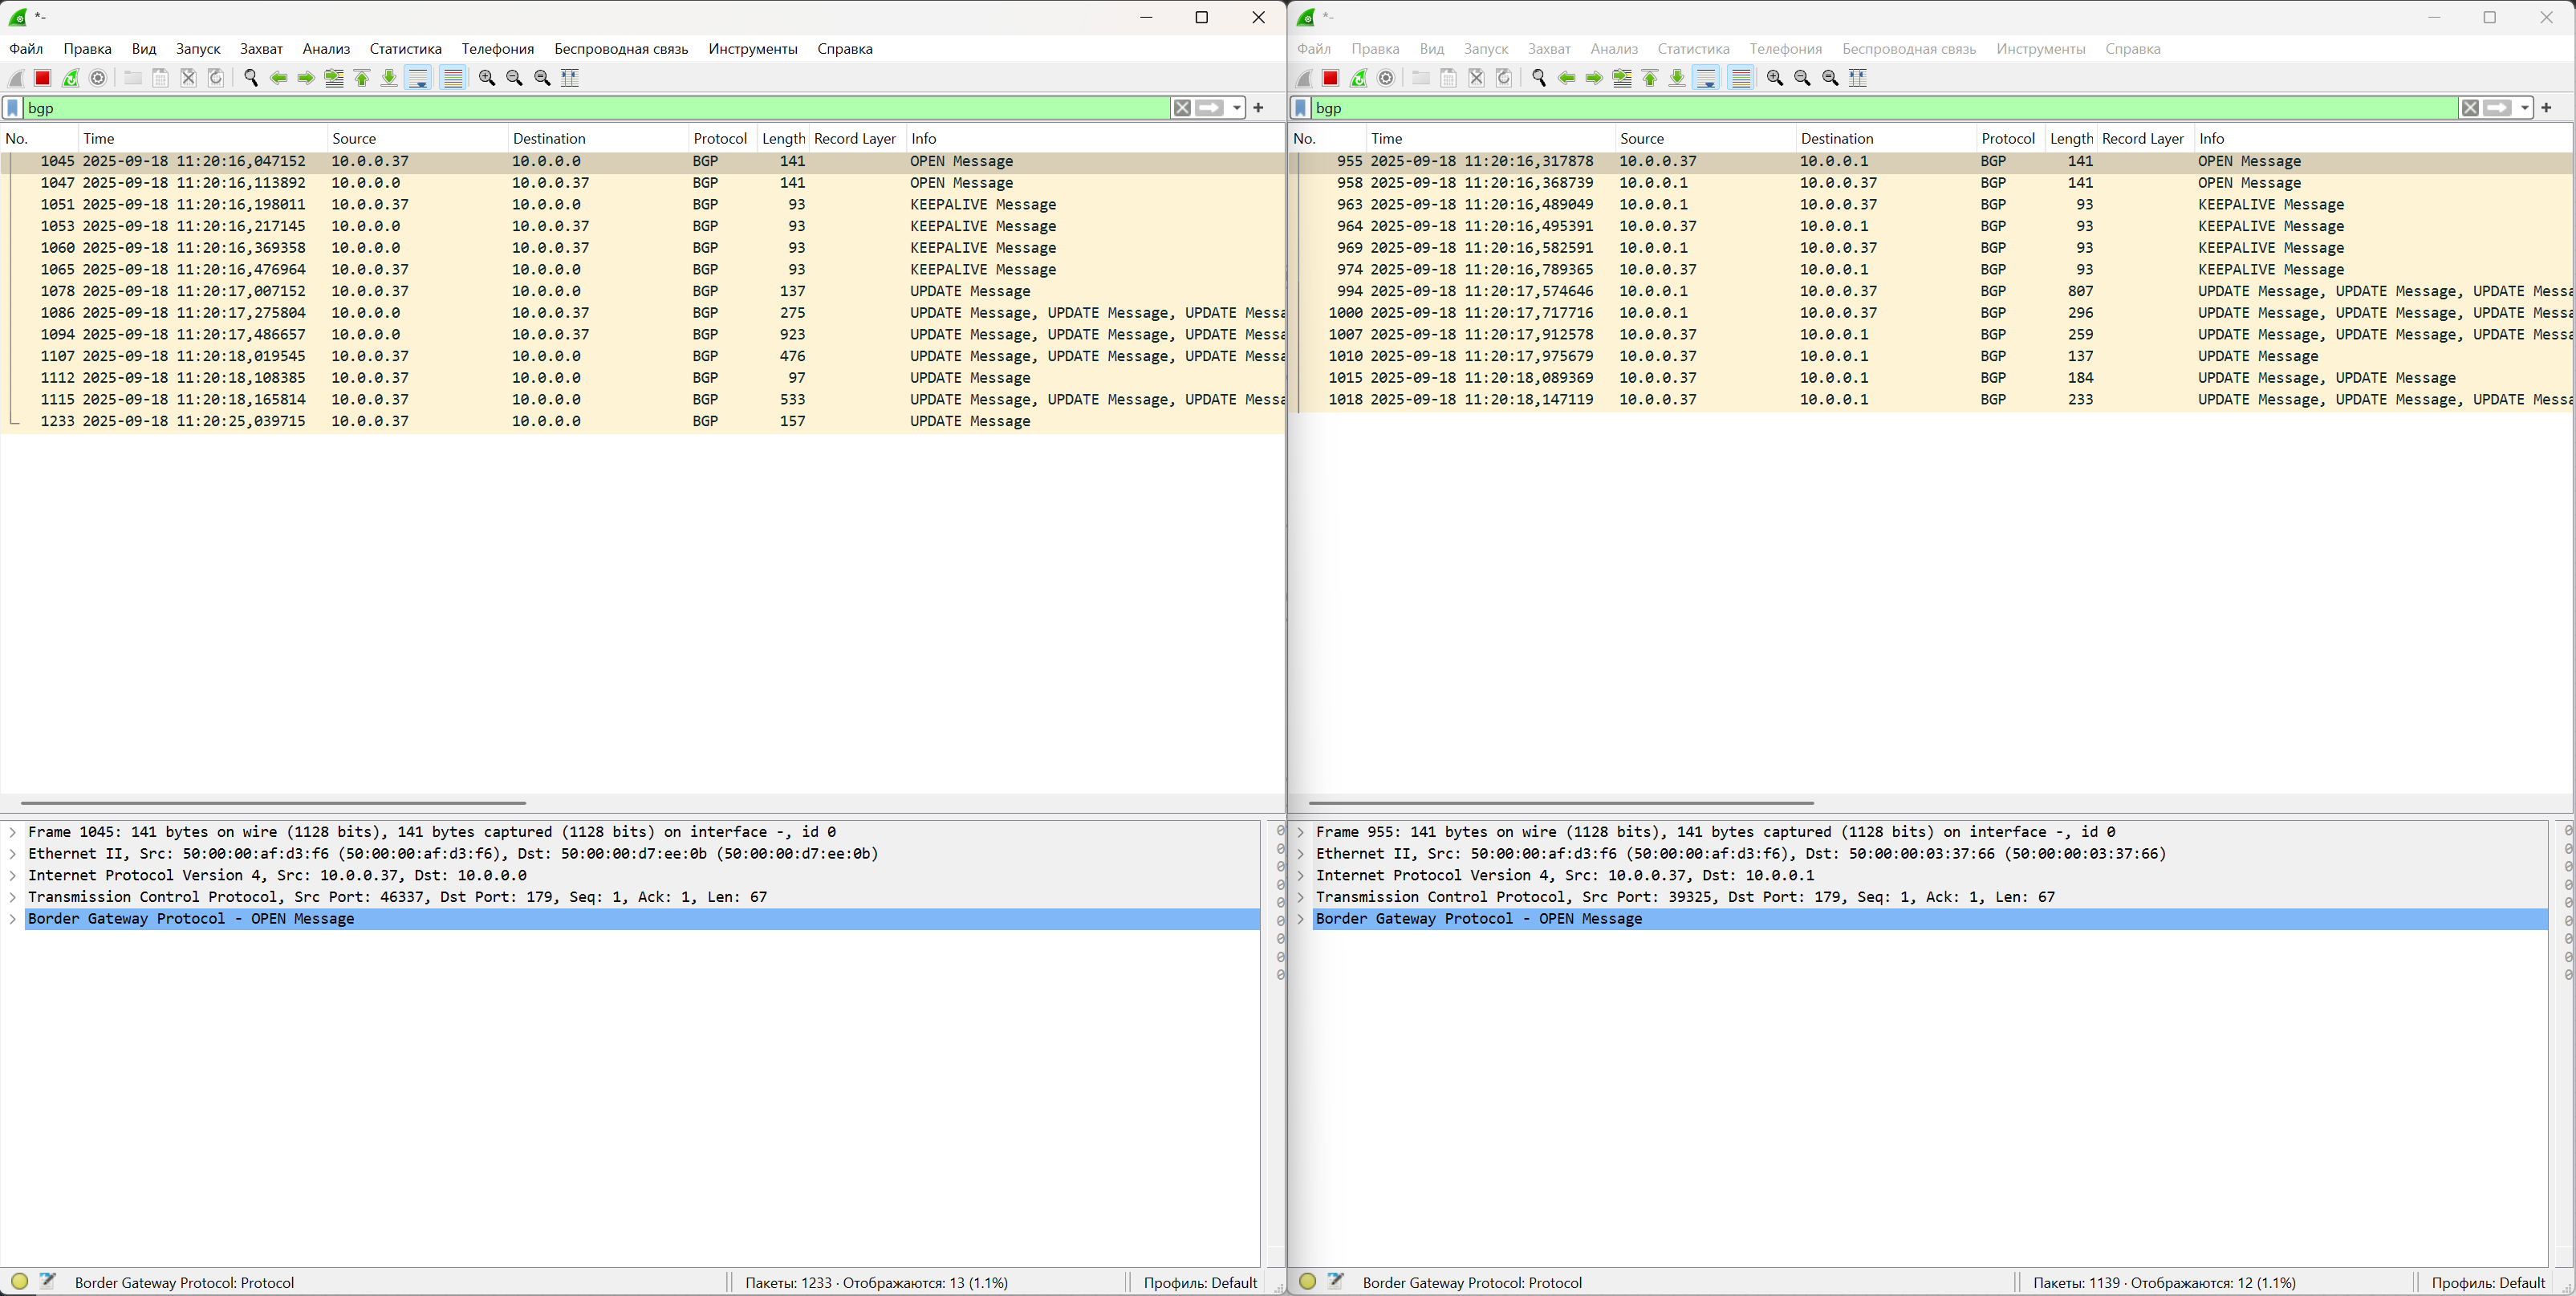 *-
Файл Правка Вид Запуск Захват Анализ Статистика Телефония Беспроводная связь Инструменты Справка
bgp
No. Time Source Destination Protocol Length Record Layer Info
1045 2025-09-18 11:20:16,047152 10.0.0.37 10.0.0.0 BGP 141 OPEN Message
1047 2025-09-18 11:20:16,113892 10.0.0.0 10.0.0.37 BGP 141 OPEN Message
1051 2025-09-18 11:20:16,198011 10.0.0.37 10.0.0.0 BGP 93 KEEPALIVE Message
1053 2025-09-18 11:20:16,217145 10.0.0.0 10.0.0.37 BGP 93 KEEPALIVE Message
1060 2025-09-18 11:20:16,369358 10.0.0.0 10.0.0.37 BGP 93 KEEPALIVE Message
1065 2025-09-18 11:20:16,476964 10.0.0.37 10.0.0.0 BGP 93 KEEPALIVE Message
1078 2025-09-18 11:20:17,007152 10.0.0.37 10.0.0.0 BGP 137 UPDATE Message
1086 2025-09-18 11:20:17,275804 10.0.0.0 10.0.0.37 BGP 275 UPDATE Message, UPDATE Message, UPDATE Messa
1094 2025-09-18 11:20:17,486657 10.0.0.0 10.0.0.37 BGP 923 UPDATE Message, UPDATE Message, UPDATE Messa
1107 2025-09-18 11:20:18,019545 10.0.0.37 10.0.0.0 BGP 476 UPDATE Message, UPDATE Message, UPDATE Messa
1112 2025-09-18 11:20:18,108385 10.0.0.37 10.0.0.0 BGP 97 UPDATE Message
1115 2025-09-18 11:20:18,165814 10.0.0.37 10.0.0.0 BGP 533 UPDATE Message, UPDATE Message, UPDATE Messa
1233 2025-09-18 11:20:25,039715 10.0.0.37 10.0.0.0 BGP 157 UPDATE Message
Frame 1045: 141 bytes on wire (1128 bits), 141 bytes captured (1128 bits) on interface -, id 0
Ethernet II, Src: 50:00:00:af:d3:f6 (50:00:00:af:d3:f6), Dst: 50:00:00:d7:ee:0b (50:00:00:d7:ee:0b)
Internet Protocol Version 4, Src: 10.0.0.37, Dst: 10.0.0.0
Transmission Control Protocol, Src Port: 46337, Dst Port: 179, Seq: 1, Ack: 1, Len: 67
Border Gateway Protocol - OPEN Message
0
0
0
0
0
0
0
0
0
Border Gateway Protocol: Protocol Пакеты: 1233 · Отображаются: 13 (1.1%) Профиль: Default
*-
Файл Правка Вид Запуск Захват Анализ Статистика Телефония Беспроводная связь Инструменты Справка
bgp
No. Time Source Destination Protocol Length Record Layer Info
955 2025-09-18 11:20:16,317878 10.0.0.37 10.0.0.1 BGP 141 OPEN Message
958 2025-09-18 11:20:16,368739 10.0.0.1 10.0.0.37 BGP 141 OPEN Message
963 2025-09-18 11:20:16,489049 10.0.0.1 10.0.0.37 BGP 93 KEEPALIVE Message
964 2025-09-18 11:20:16,495391 10.0.0.37 10.0.0.1 BGP 93 KEEPALIVE Message
969 2025-09-18 11:20:16,582591 10.0.0.1 10.0.0.37 BGP 93 KEEPALIVE Message
974 2025-09-18 11:20:16,789365 10.0.0.37 10.0.0.1 BGP 93 KEEPALIVE Message
994 2025-09-18 11:20:17,574646 10.0.0.1 10.0.0.37 BGP 807 UPDATE Message, UPDATE Message, UPDATE Messa
1000 2025-09-18 11:20:17,717716 10.0.0.1 10.0.0.37 BGP 296 UPDATE Message, UPDATE Message, UPDATE Messa
1007 2025-09-18 11:20:17,912578 10.0.0.37 10.0.0.1 BGP 259 UPDATE Message, UPDATE Message, UPDATE Messa
1010 2025-09-18 11:20:17,975679 10.0.0.37 10.0.0.1 BGP 137 UPDATE Message
1015 2025-09-18 11:20:18,089369 10.0.0.37 10.0.0.1 BGP 184 UPDATE Message, UPDATE Message
1018 2025-09-18 11:20:18,147119 10.0.0.37 10.0.0.1 BGP 233 UPDATE Message, UPDATE Message, UPDATE Messa
Frame 955: 141 bytes on wire (1128 bits), 141 bytes captured (1128 bits) on interface -, id 0
Ethernet II, Src: 50:00:00:af:d3:f6 (50:00:00:af:d3:f6), Dst: 50:00:00:03:37:66 (50:00:00:03:37:66)
Internet Protocol Version 4, Src: 10.0.0.37, Dst: 10.0.0.1
Transmission Control Protocol, Src Port: 39325, Dst Port: 179, Seq: 1, Ack: 1, Len: 67
Border Gateway Protocol - OPEN Message
0
0
0
0
0
0
0
0
0
Border Gateway Protocol: Protocol Пакеты: 1139 · Отображаются: 12 (1.1%) Профиль: Default